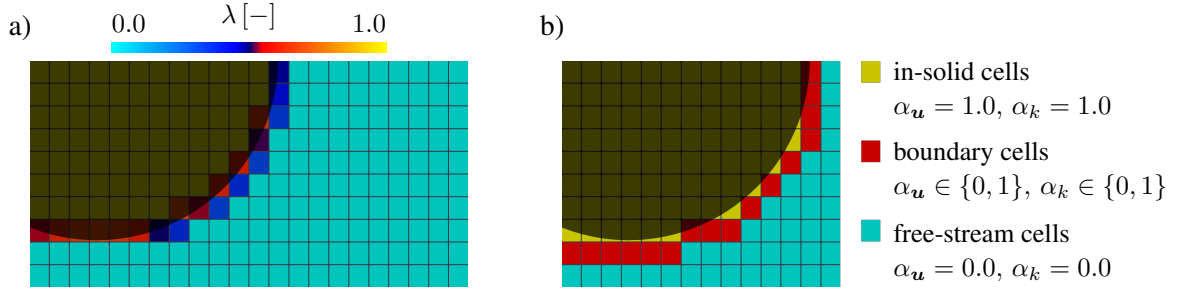 a)
0.0 λ [−] 1.0
b)
in-solid cells
α_u = 1.0, α_k = 1.0
boundary cells
α_u ∈ {0, 1}, α_k ∈ {0, 1}
free-stream cells
α_u = 0.0, α_k = 0.0